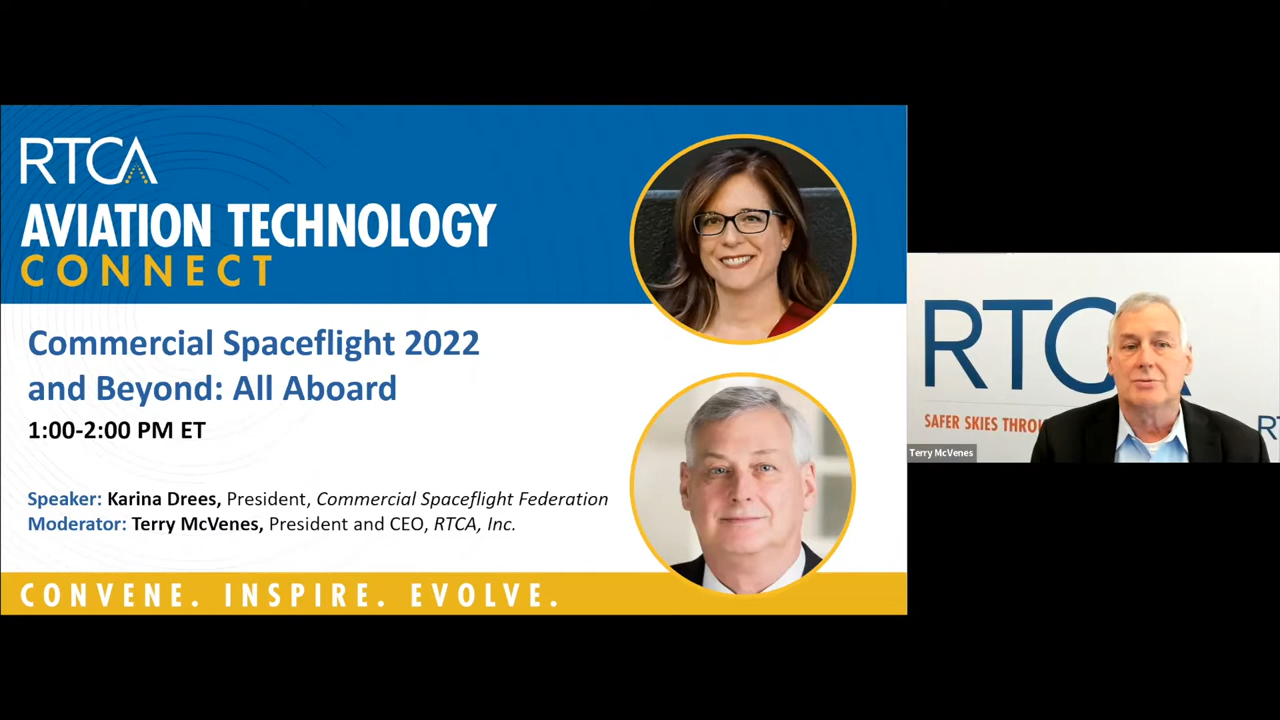 RTCA
AVIATION TECHNOLOGY
CONNECT
Commercial Spaceflight 2022
and Beyond: All Aboard
1:00-2:00 PM ET
Speaker: Karina Drees, President, Commercial Spaceflight Federation
Moderator: Terry McVenes, President and CEO, RTCA, Inc.
CONVENE. INSPIRE. EVOLVE.
RTCA
SAFER SKIES
Terry McVenes